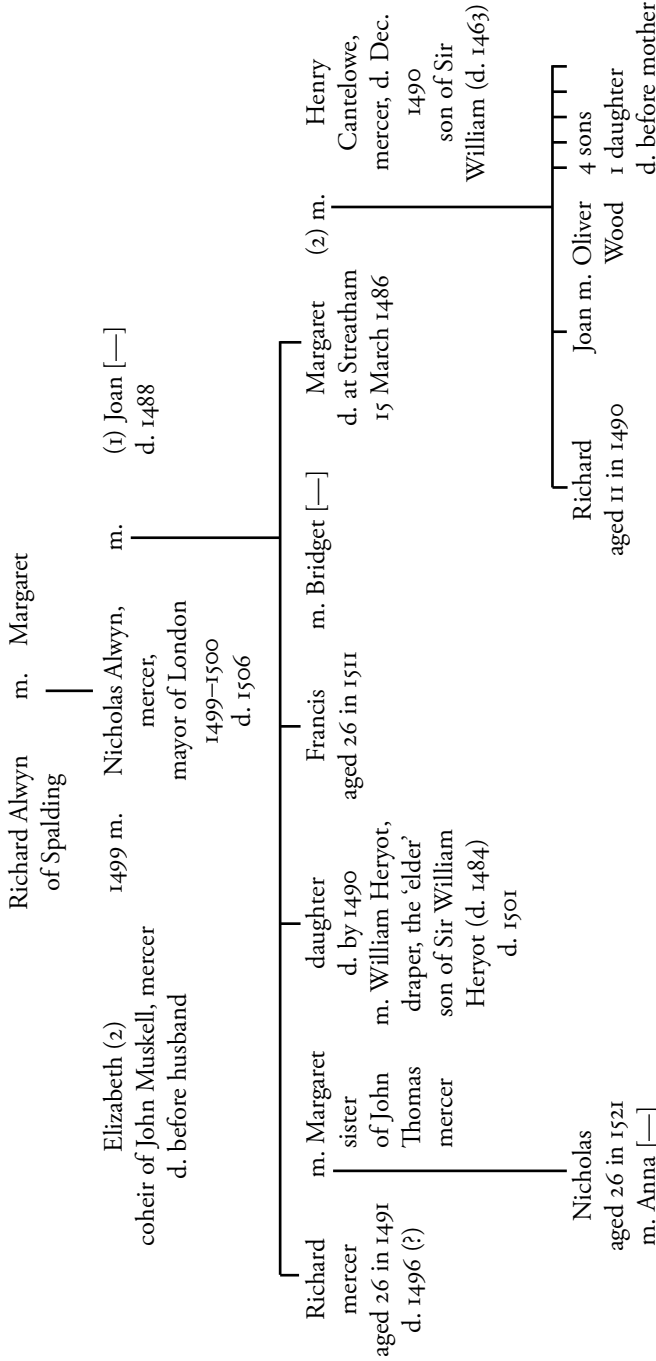 Richard Alwyn
of Spalding
m.
Margaret
Elizabeth (2)
coheir of John Muskell, mercer
d. before husband
1499 m.
Nicholas Alwyn,
mercer,
mayor of London
1499–1500
d. 1506
m.
(1) Joan [—]
d. 1488
Richard
mercer
aged 26 in 1491
d. 1496 (?)
m. Margaret
sister
of John
Thomas
mercer
daughter
d. by 1490
m. William Heryot,
draper, the ‘elder’
son of Sir William
Heryot (d. 1484)
d. 1501
Francis
aged 26 in 1511
m. Bridget [—]
Margaret
d. at Streatham
15 March 1486
(2) m.
Henry
Cantelowe,
mercer, d. Dec.
1490
son of Sir
William (d. 1463)
Nicholas
aged 26 in 1521
m. Anna [—]
Richard
aged 11 in 1490
Joan m. Oliver
Wood
4 sons
1 daughter
d. before mother